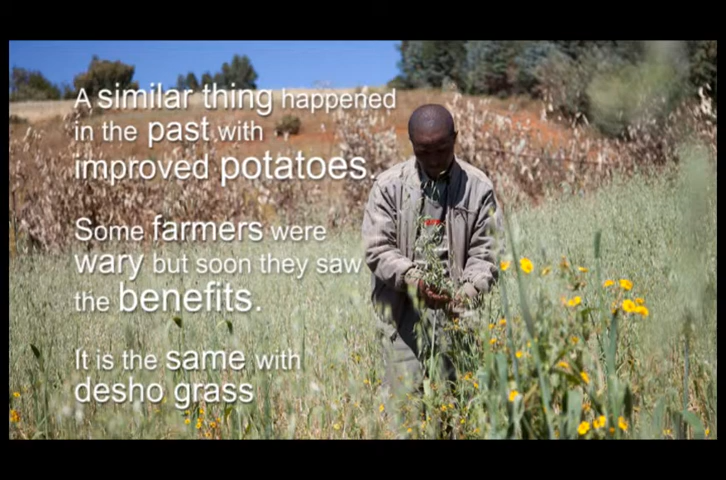 A similar thing happened
in the past with
improved potatoes.
Some farmers were
wary but soon they saw
the benefits.
It is the same with
desho grass